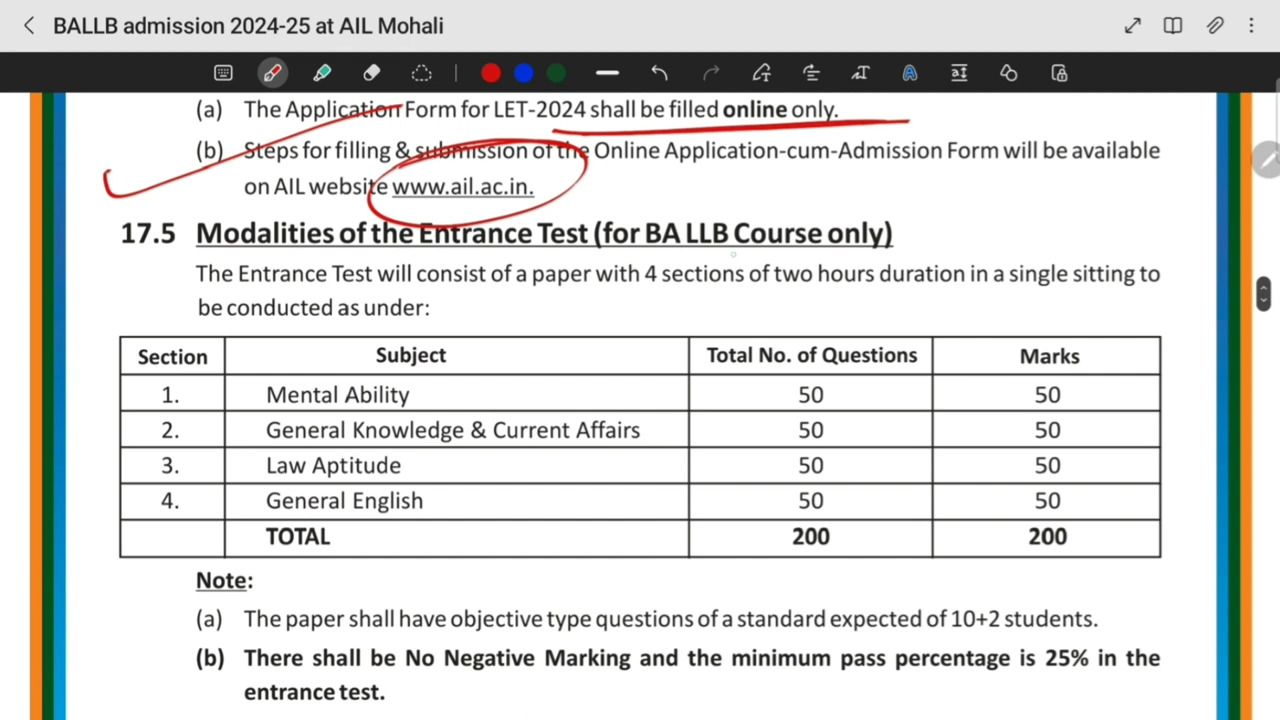 BALLB admission 2024-25 at AIL Mohali
(a) The Application Form for LET-2024 shall be filled online only.
(b) Steps for filling & submission of the Online Application-cum-Admission Form will be available
on AIL website www.ail.ac.in.
17.5 Modalities of the Entrance Test (for BA LLB Course only)
The Entrance Test will consist of a paper with 4 sections of two hours duration in a single sitting to
be conducted as under:
Section Subject Total No. of Questions Marks
1. Mental Ability 50 50
2. General Knowledge & Current Affairs 50 50
3. Law Aptitude 50 50
4. General English 50 50
TOTAL 200 200
Note:
(a) The paper shall have objective type questions of a standard expected of 10+2 students.
(b) There shall be No Negative Marking and the minimum pass percentage is 25% in the
entrance test.